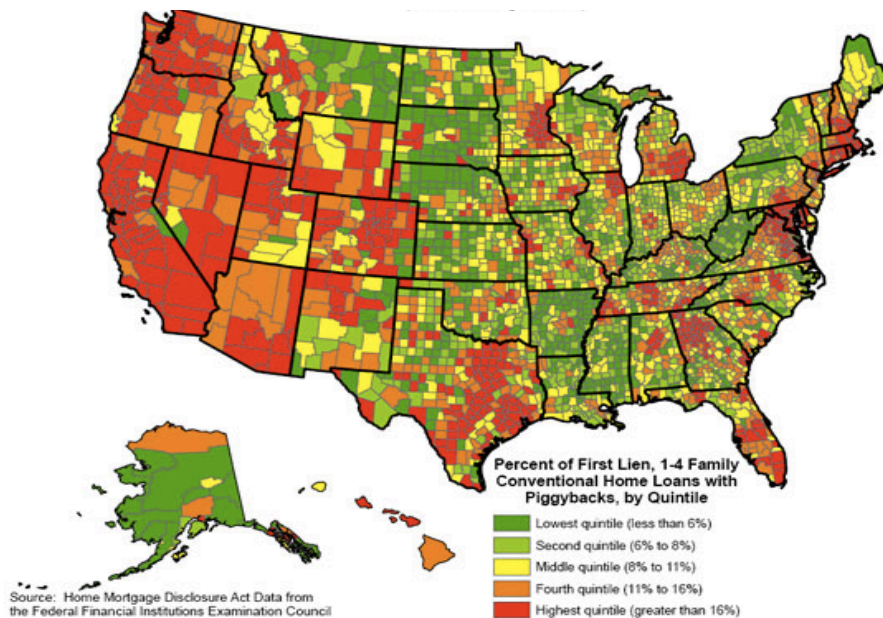 Percent of First Lien, 1-4 Family
Conventional Home Loans with
Piggybacks, by Quintile
Lowest quintile (less than 6%)
Second quintile (6% to 8%)
Middle quintile (8% to 11%)
Fourth quintile (11% to 16%)
Highest quintile (greater than 16%)
Source: Home Mortgage Disclosure Act Data from
the Federal Financial Institutions Examination Council